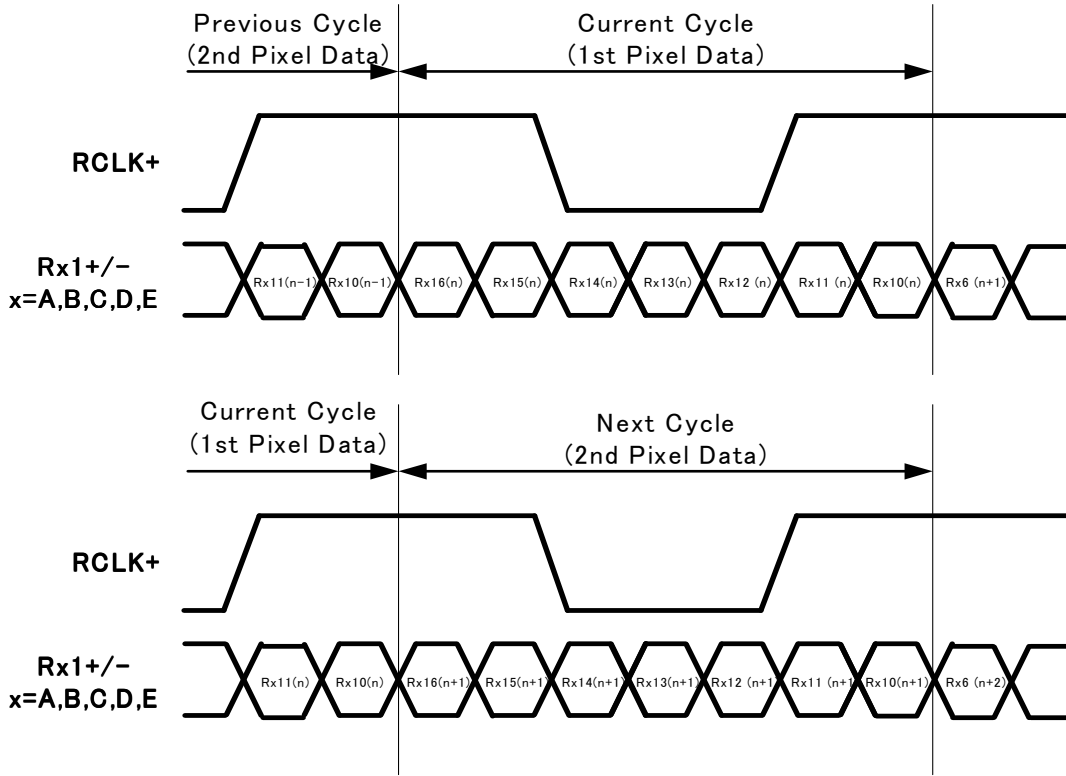 Previous Cycle
(2nd Pixel Data)
Current Cycle
(1st Pixel Data)
RCLK+
Rx1+/-
x=A,B,C,D,E
Rx11(n-1) Rx10(n-1) Rx16(n) Rx15(n) Rx14(n) Rx13(n) Rx12 (n) Rx11 (n) Rx10(n) Rx6 (n+1)
Current Cycle
(1st Pixel Data)
Next Cycle
(2nd Pixel Data)
RCLK+
Rx1+/-
x=A,B,C,D,E
Rx11(n) Rx10(n) Rx16(n+1) Rx15(n+1) Rx14(n+1) Rx13(n+1) Rx12 (n+1 Rx11 (n+1 Rx10(n+1) Rx6 (n+2)